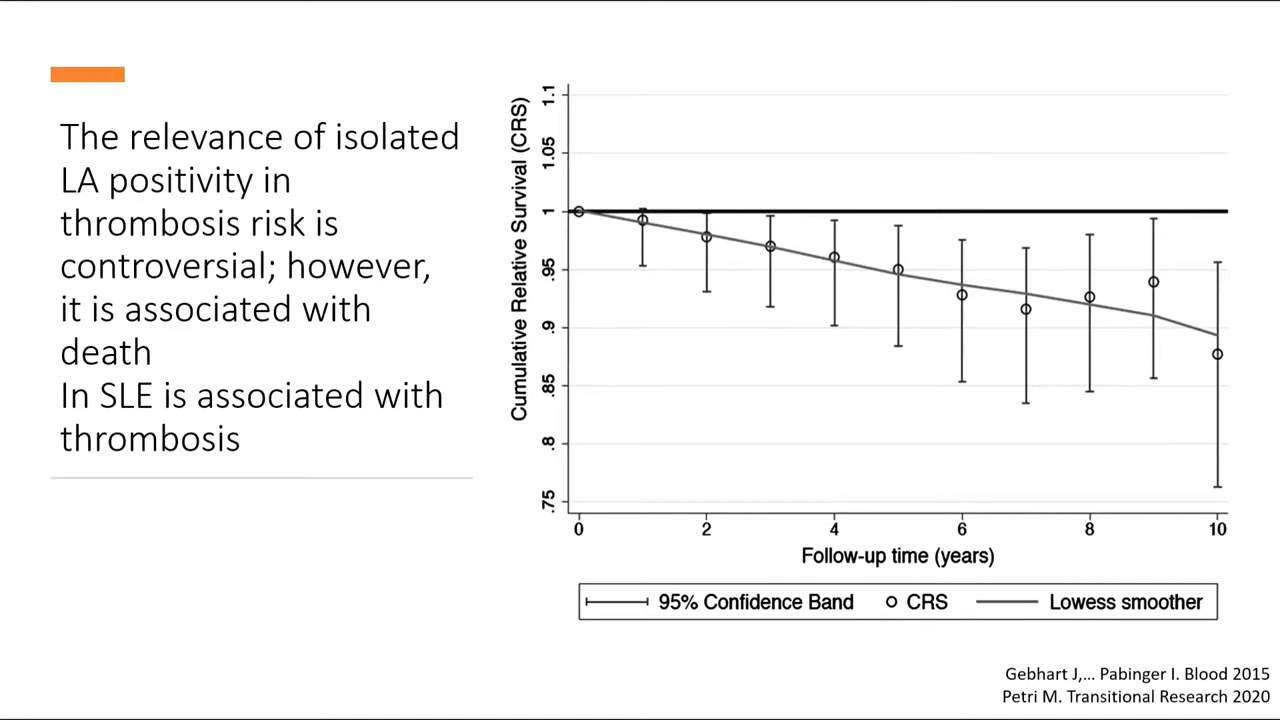 The relevance of isolated
LA positivity in
thrombosis risk is
controversial; however,
it is associated with
death
In SLE is associated with
thrombosis
Cumulative Relative Survival (CRS)
1.1
1.05
1
.95
.9
.85
.8
.75
0 2 4 6 8 10
Follow-up time (years)
95% Confidence Band CRS Lowess smoother
Gebhart J,... Pabinger I. Blood 2015
Petri M. Transitional Research 2020